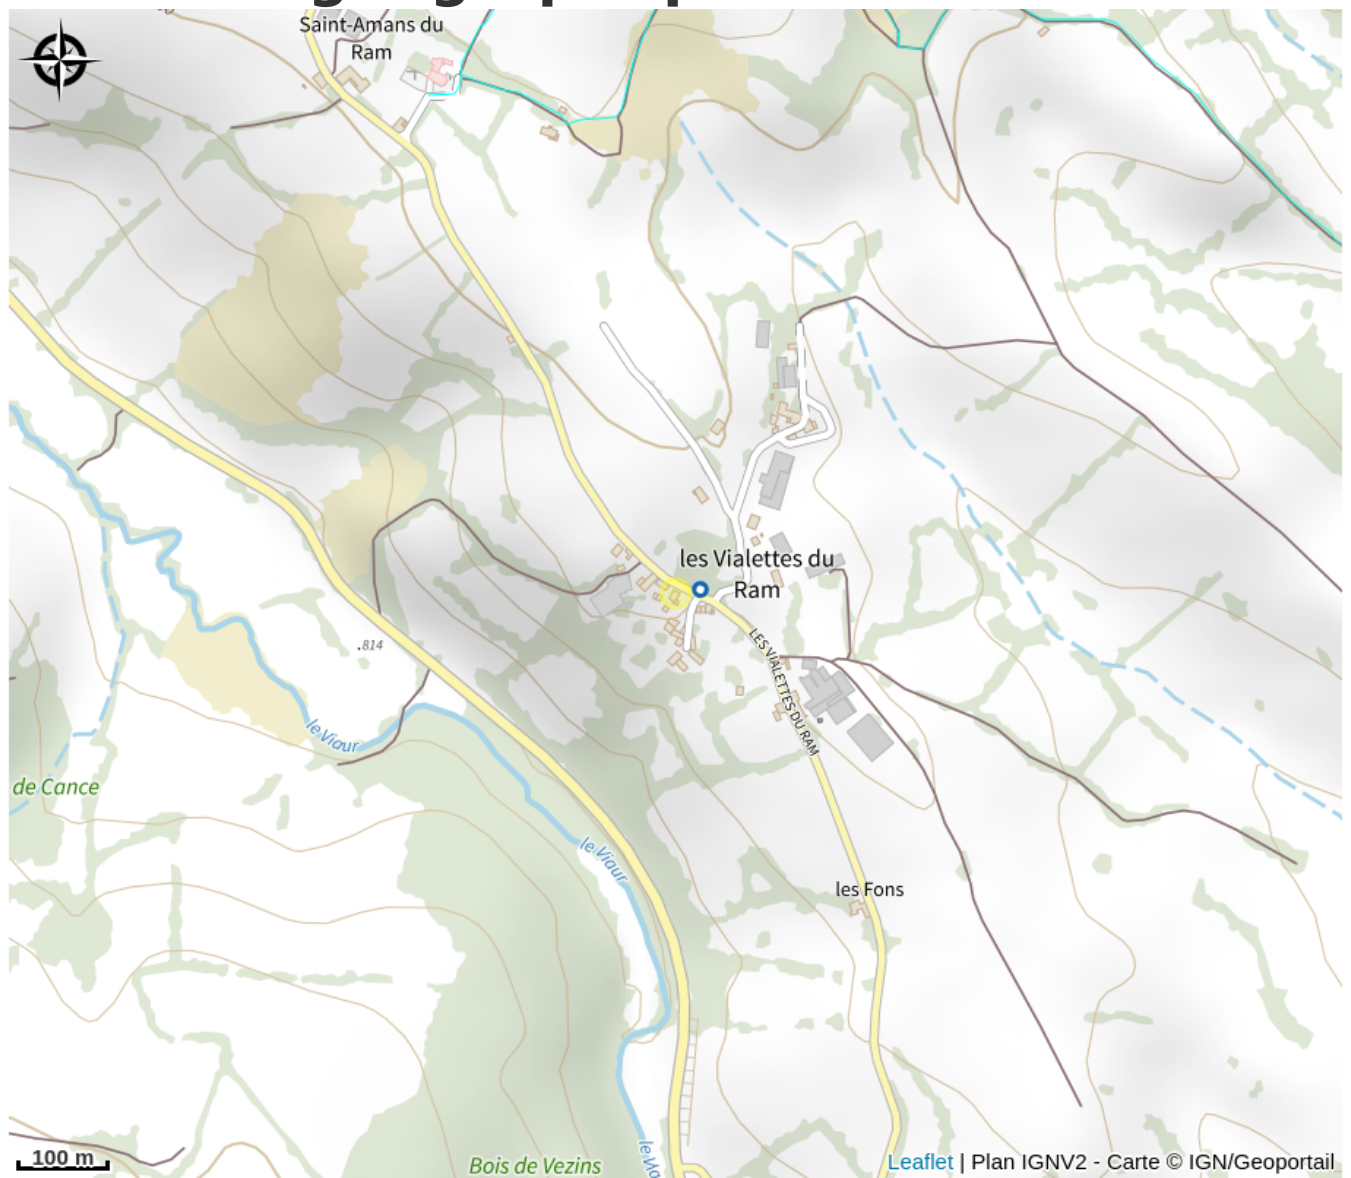 Saint-Amans du
Ram
les Vialettes du
Ram
LES VIALETTES DU RAM
.814
le Viaur
de Cance
le Viaur
les Fons
Bois de Vezins
100 m
Leaflet | Plan IGNV2 - Carte © IGN/Geoportail